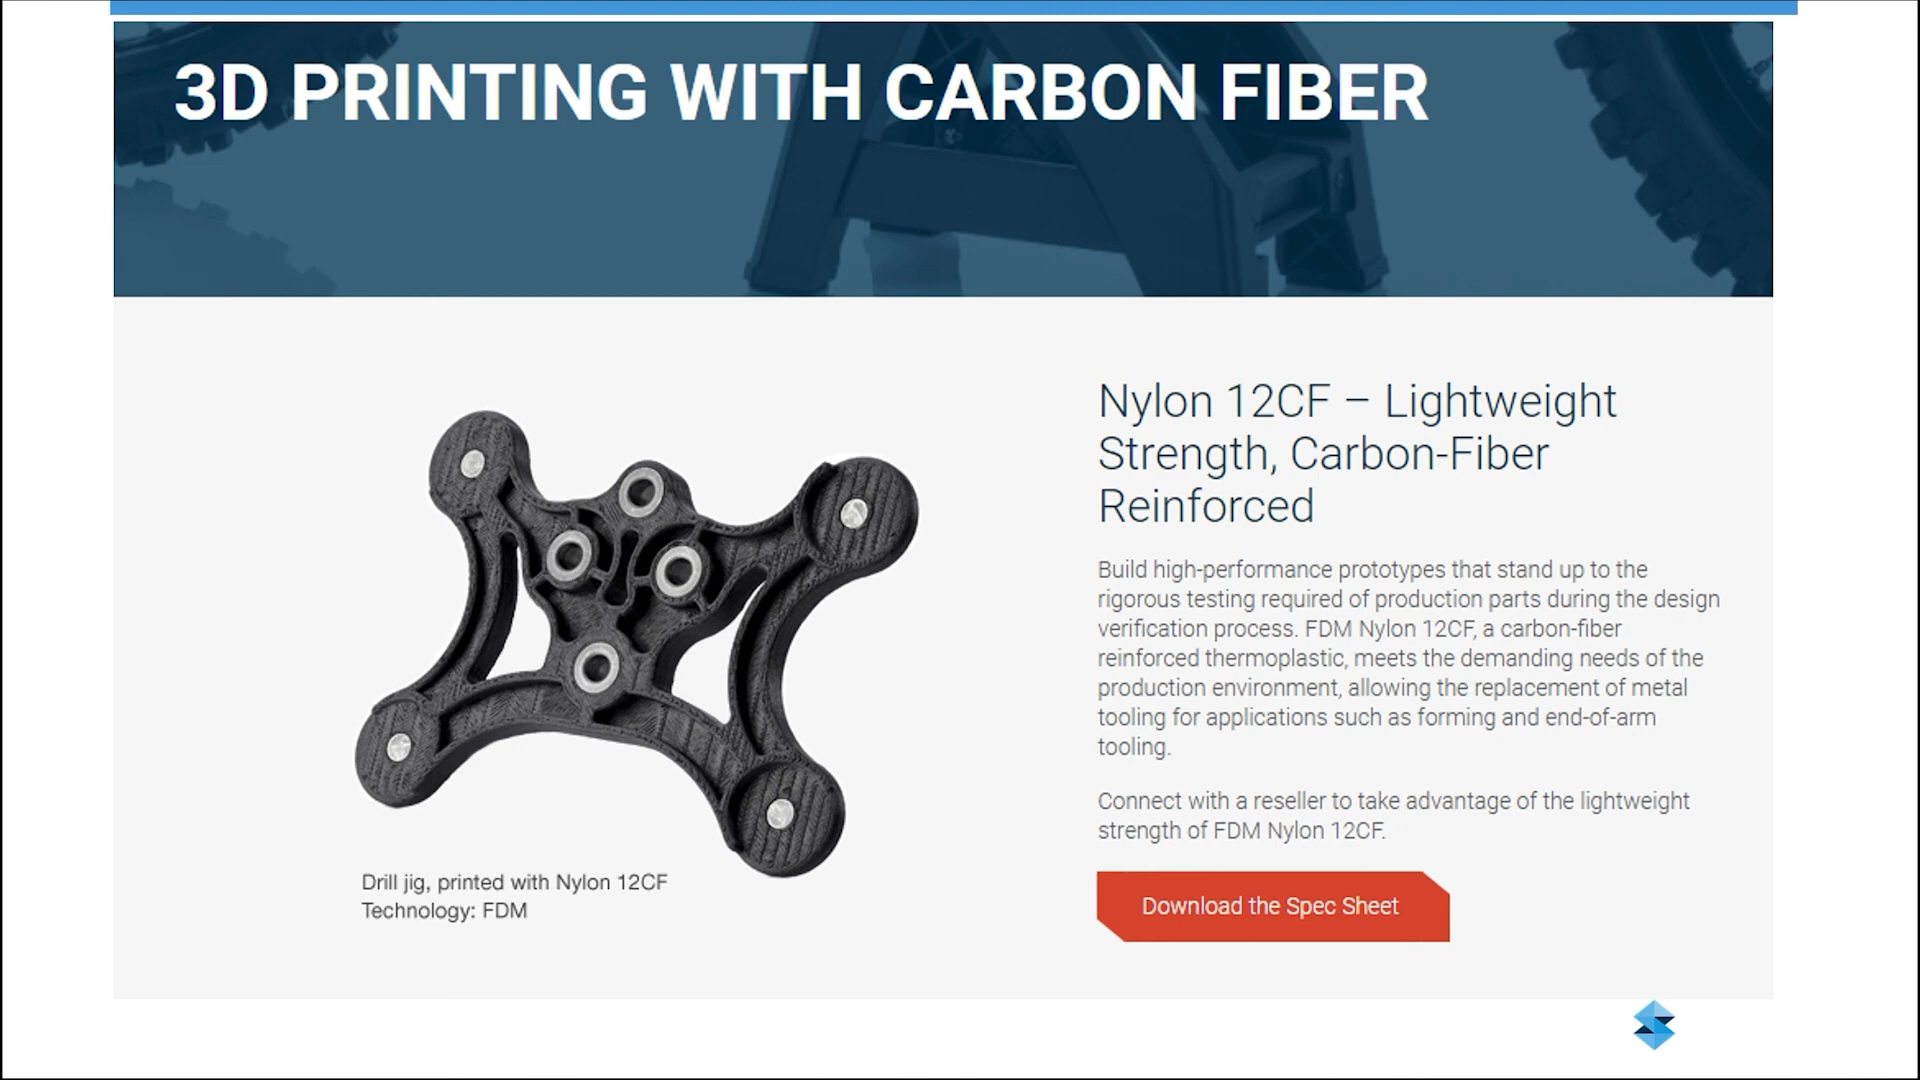 3D PRINTING WITH CARBON FIBER
Nylon 12CF – Lightweight
Strength, Carbon-Fiber
Reinforced
Build high-performance prototypes that stand up to the
rigorous testing required of production parts during the design
verification process. FDM Nylon 12CF, a carbon-fiber
reinforced thermoplastic, meets the demanding needs of the
production environment, allowing the replacement of metal
tooling for applications such as forming and end-of-arm
tooling.
Connect with a reseller to take advantage of the lightweight
strength of FDM Nylon 12CF.
Download the Spec Sheet
Drill jig, printed with Nylon 12CF
Technology: FDM